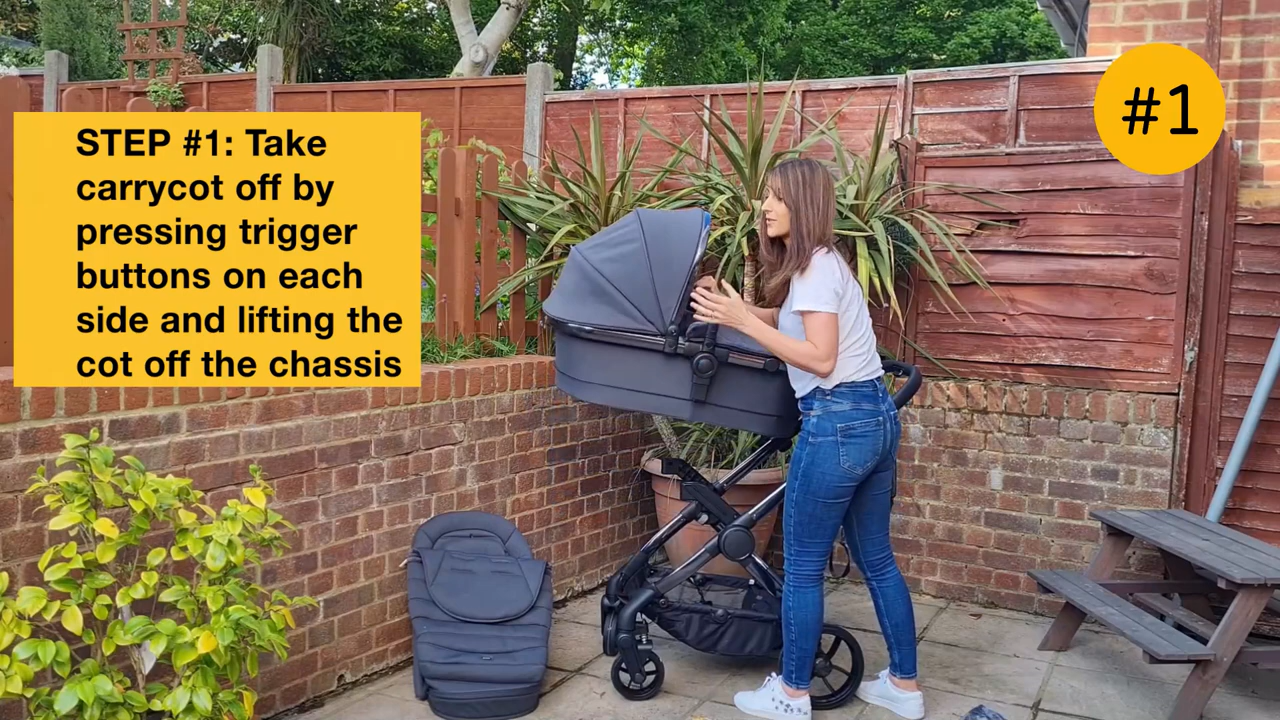 STEP #1: Take
carrycot off by
pressing trigger
buttons on each
side and lifting the
cot off the chassis
#1